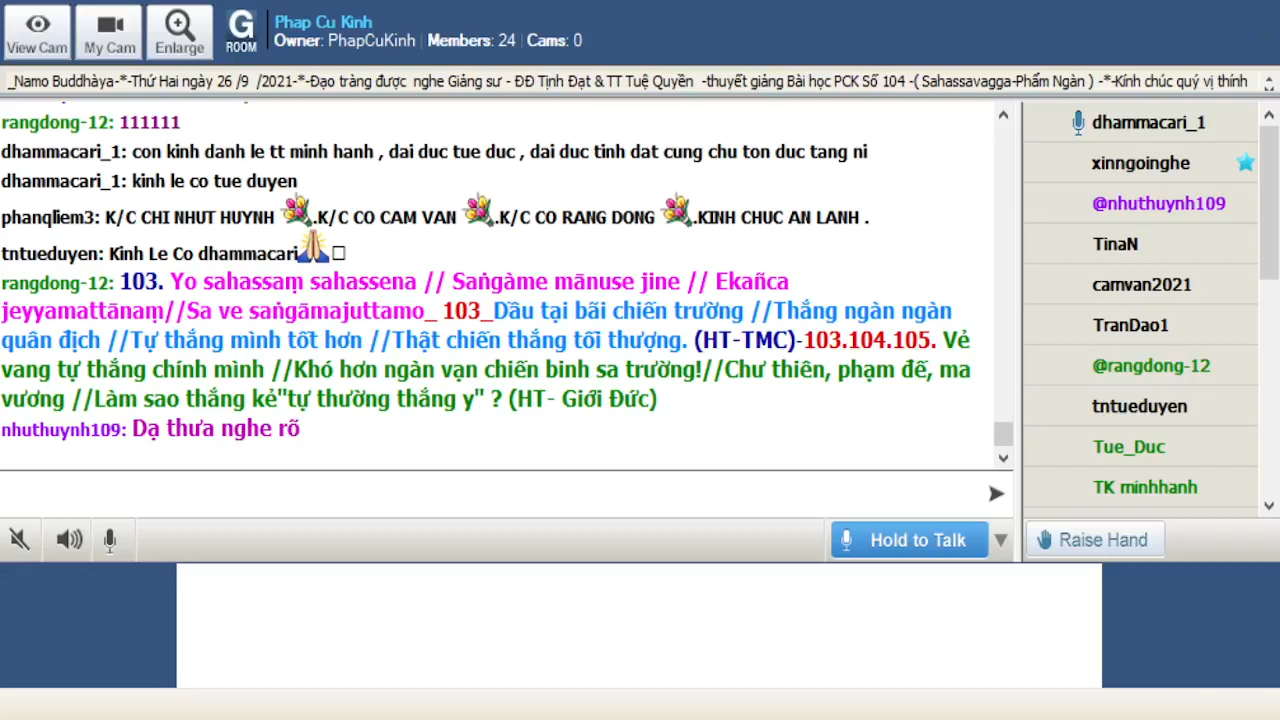 View Cam
My Cam
Enlarge
G
ROOM
Phap Cu Kinh
Owner: PhapCuKinh | Members: 24 | Cams: 0
_Namo Buddhàya-*-Thứ Hai ngày 26 /9 /2021-*-Đạo tràng được nghe Giảng sư - ĐĐ Tịnh Đạt & TT Tuệ Quyền -thuyết giảng Bài học PCK Số 104 -( Sahassavagga-Phẩm Ngàn ) -*-Kính chúc quý vị thính
rangdong-12: 111111
dhammacari_1: con kinh danh le tt minh hanh , dai duc tue duc , dai duc tinh dat cung chu ton duc tang ni
dhammacari_1: kinh le co tue duyen
phanqliem3: K/C CHI NHUT HUYNH .K/C CO CAM VAN .K/C CO RANG DONG .KINH CHUC AN LANH .
tntueduyen: Kinh Le Co dhammacari
rangdong-12: 103. Yo sahassaṃ sahassena // Saṅgàme mānuse jine // Ekañca
jeyyamattānaṃ//Sa ve saṅgāmajuttamo_ 103_Dầu tại bãi chiến trường //Thắng ngàn ngàn
quân địch //Tự thắng mình tốt hơn //Thật chiến thắng tối thượng. (HT-TMC)-103.104.105. Vẻ
vang tự thắng chính mình //Khó hơn ngàn vạn chiến binh sa trường!//Chư thiên, phạm đế, ma
vương //Làm sao thắng kẻ"tự thường thắng y" ? (HT- Giới Đức)
nhuthuynh109: Dạ thưa nghe rõ
dhammacari_1
xinngoinghe
@nhuthuynh109
TinaN
camvan2021
TranDao1
@rangdong-12
tntueduyen
Tue_Duc
TK minhhanh
Hold to Talk
Raise Hand